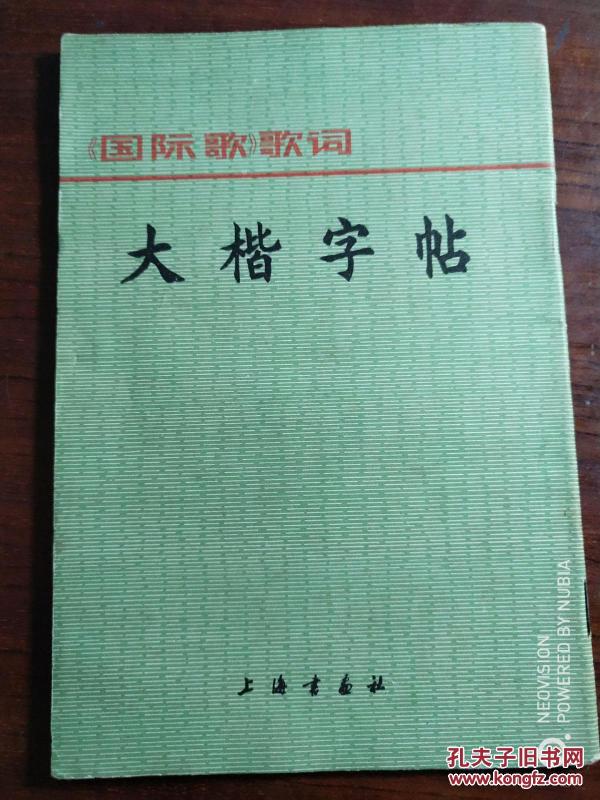 《国际歌》歌词
大楷字帖
上海书画社
NEOVISION
POWERED BY NUBIA
孔夫子旧书网
www.kongfz.com